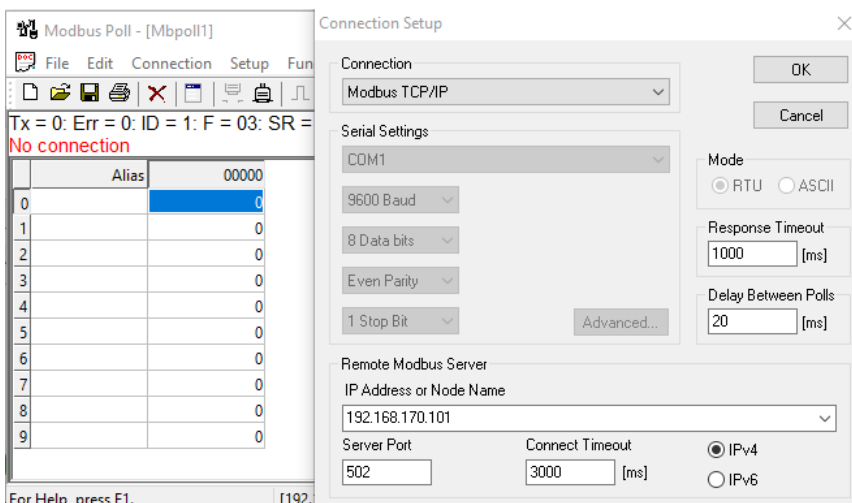 Modbus Poll - [Mbpoll1]
File Edit Connection Setup Fun
Tx = 0: Err = 0: ID = 1: F = 03: SR =
No connection
Alias 00000
0 0
1 0
2 0
3 0
4 0
5 0
6 0
7 0
8 0
9 0
For Help, press F1.
[192.
Connection Setup
Connection
Modbus TCP/IP
OK
Cancel
Serial Settings
COM1
9600 Baud
8 Data bits
Even Parity
1 Stop Bit
Advanced...
Mode
RTU ASCII
Response Timeout
1000 [ms]
Delay Between Polls
20 [ms]
Remote Modbus Server
IP Address or Node Name
192.168.170.101
Server Port
502
Connect Timeout
3000 [ms]
IPv4
IPv6